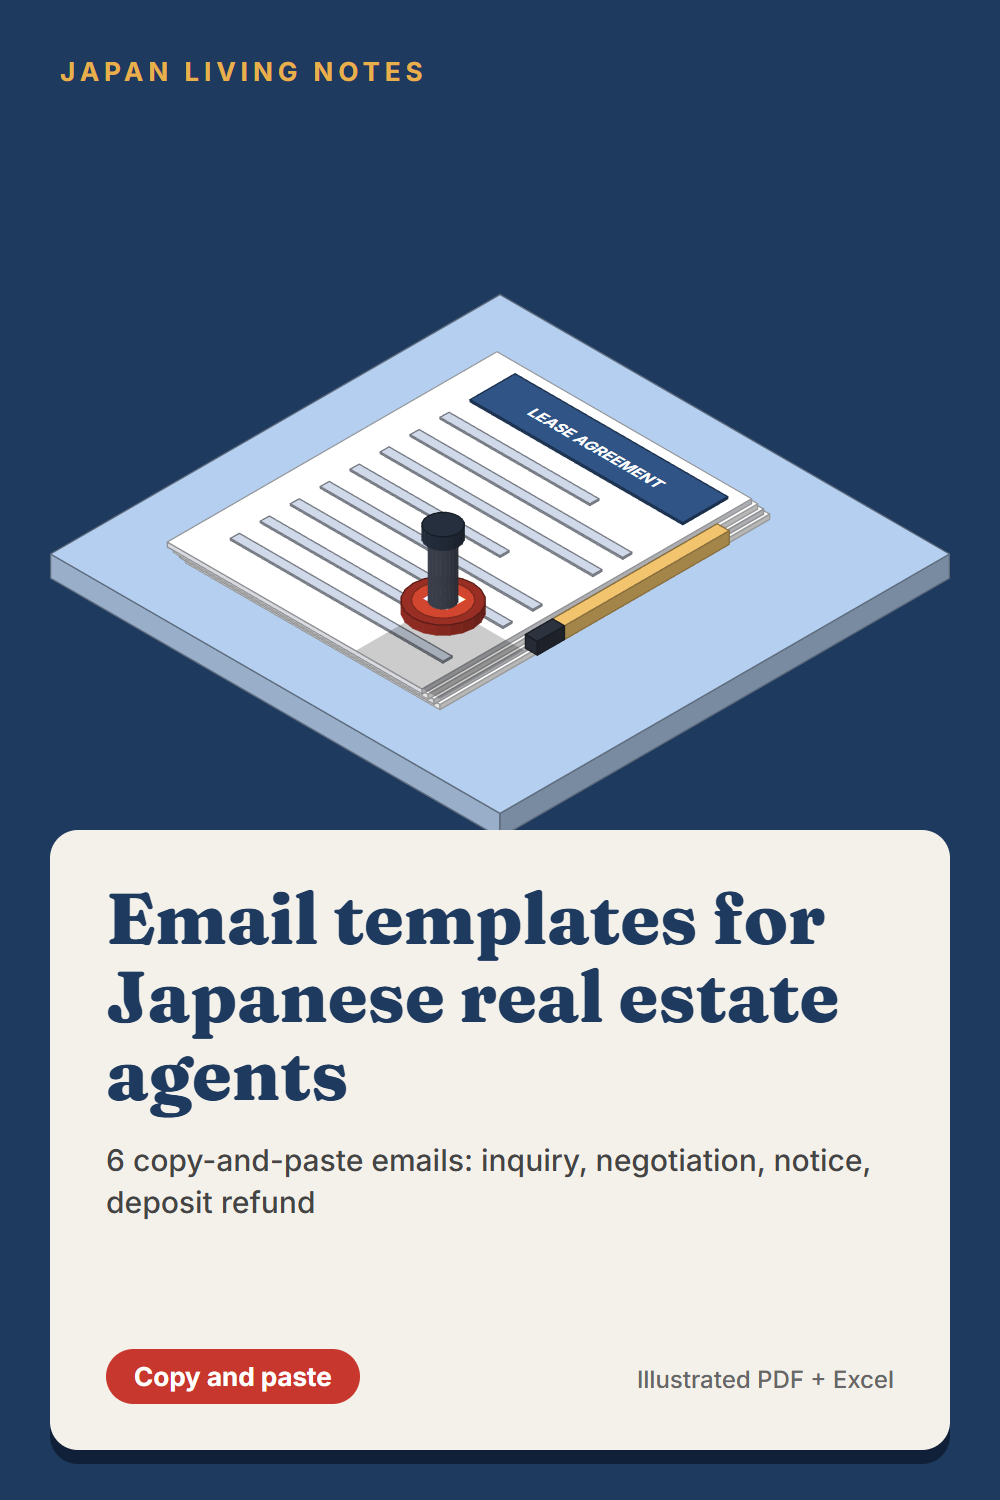 JAPAN LIVING NOTES
LEASE AGREEMENT
Email templates for
Japanese real estate
agents
6 copy-and-paste emails: inquiry, negotiation, notice,
deposit refund
Copy and paste
Illustrated PDF + Excel